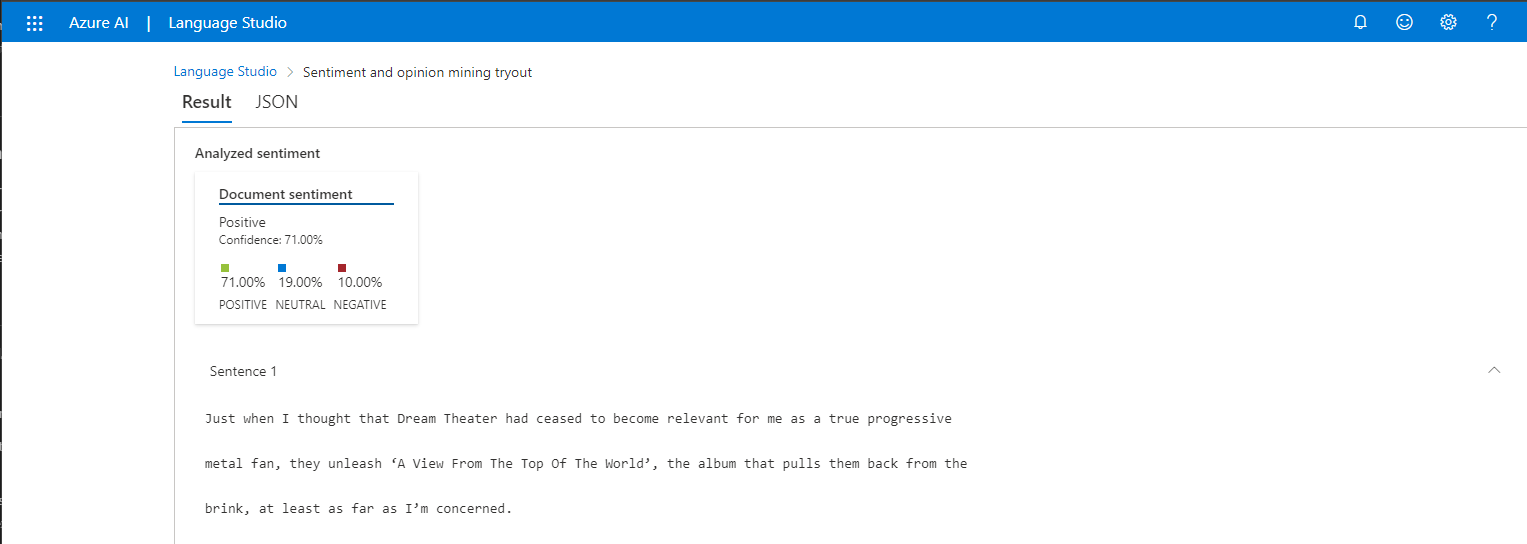 Azure AI | Language Studio
Language Studio > Sentiment and opinion mining tryout
Result JSON
Analyzed sentiment
Document sentiment
Positive
Confidence: 71.00%
71.00% 19.00% 10.00%
POSITIVE NEUTRAL NEGATIVE
Sentence 1
Just when I thought that Dream Theater had ceased to become relevant for me as a true progressive
metal fan, they unleash ‘A View From The Top Of The World’, the album that pulls them back from the
brink, at least as far as I’m concerned.